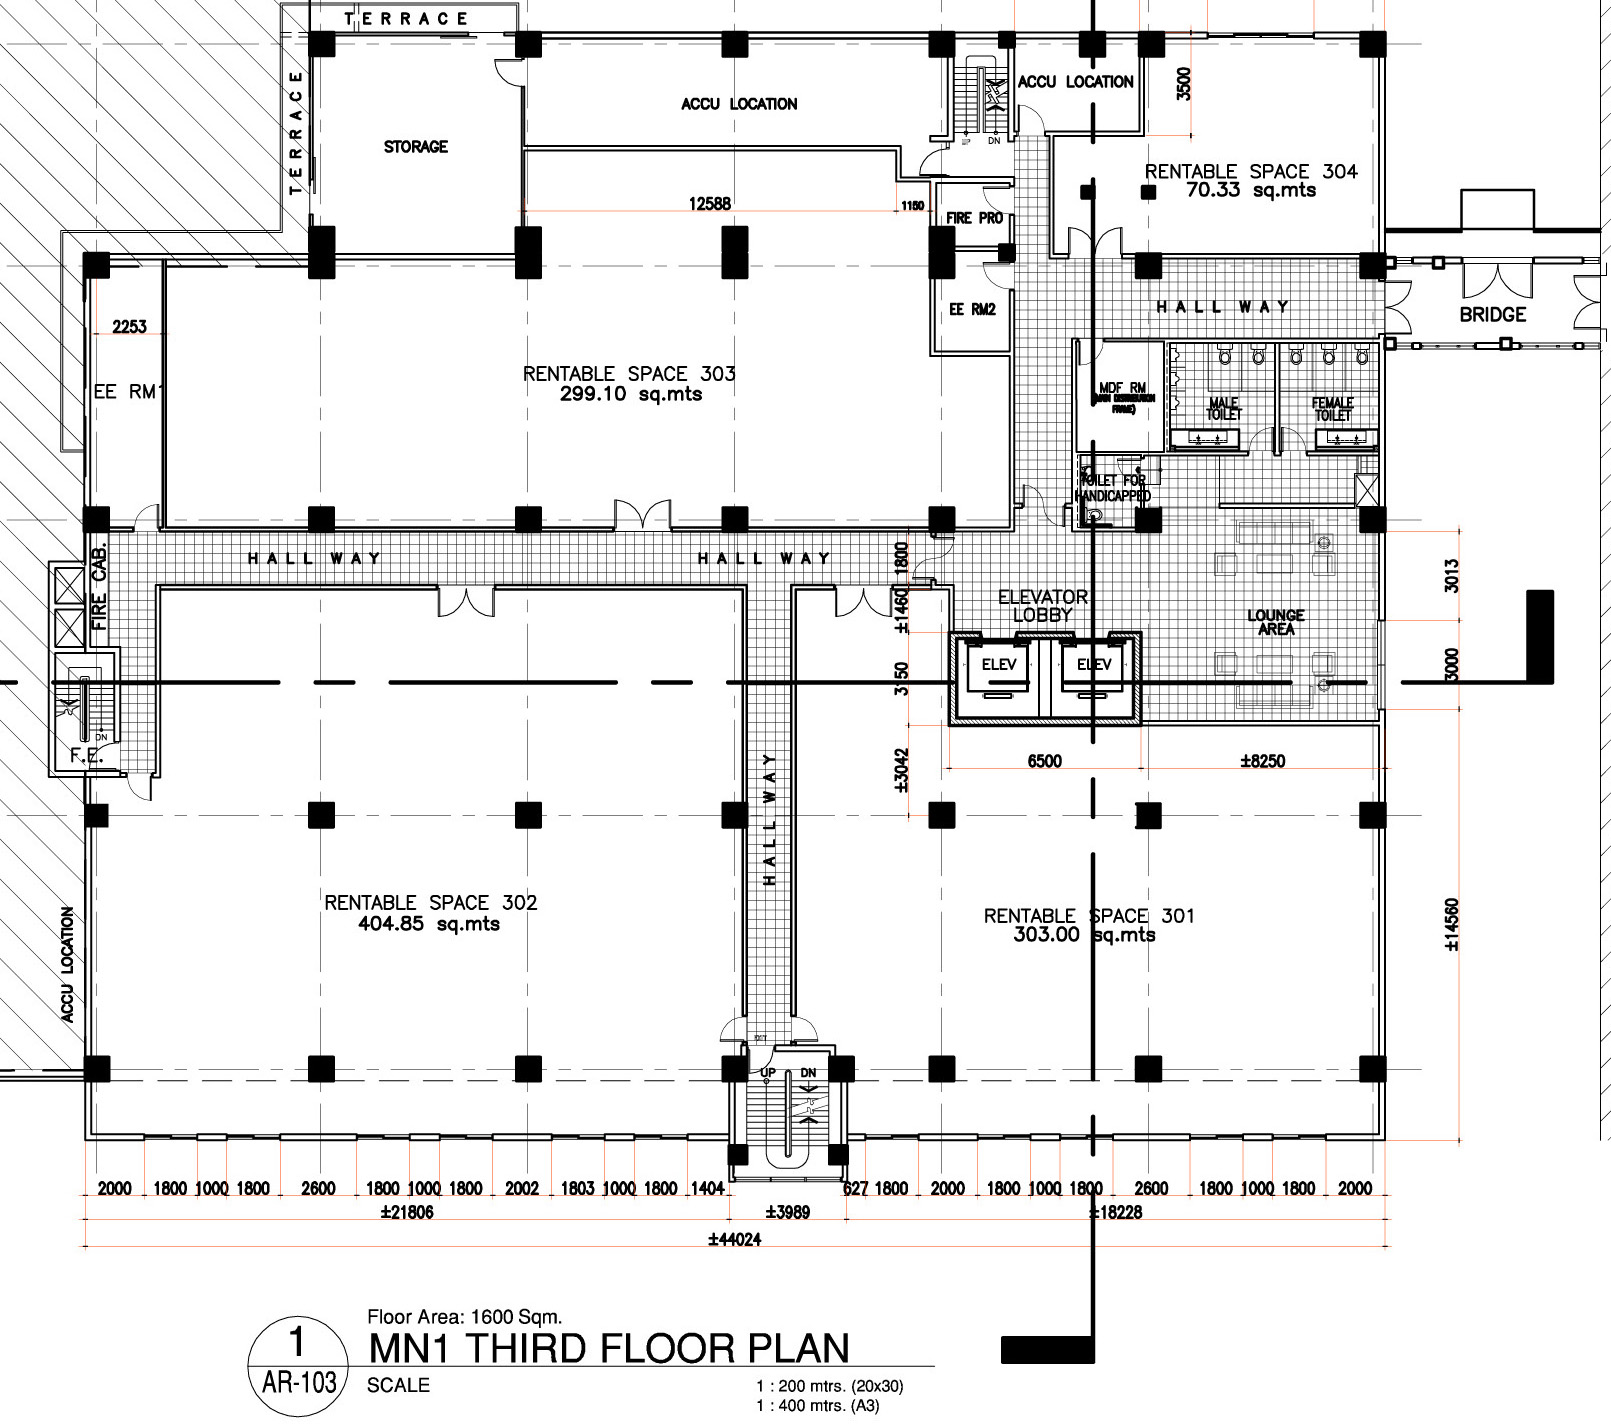 TERRACE
TERRACE
STORAGE
ACCU LOCATION
UP
DN
ACCU LOCATION
3500
RENTABLE SPACE 304
70.33 sq.mts
12588
1150
FIRE PRO
EE RM2
HALL WAY
BRIDGE
2253
EE RM1
RENTABLE SPACE 303
299.10 sq.mts
MDF RM
(MAIN DISTRIBUTION
FRAME)
MALE
TOILET
FEMALE
TOILET
TOILET FOR
HANDICAPPED
FIRE CAB.
HALL WAY
HALL WAY
1800
±1460
3150
±3042
ELEVATOR
LOBBY
LOUNGE
AREA
3013
3000
ELEV
ELEV
DN
F.E.
6500
±8250
HALL WAY
RENTABLE SPACE 302
404.85 sq.mts
RENTABLE SPACE 301
303.00 sq.mts
±14560
ACCU LOCATION
UP
DN
2000 1800 1000 1800 2600 1800 1000 1800 2002 1803 1000 1800 1404 627 1800 2000 1800 1000 1800 2600 1800 1000 1800 2000
±21806 ±3989 ±18228
±44024
1
AR-103
Floor Area: 1600 Sqm.
MN1 THIRD FLOOR PLAN
SCALE
1 : 200 mtrs. (20x30)
1 : 400 mtrs. (A3)